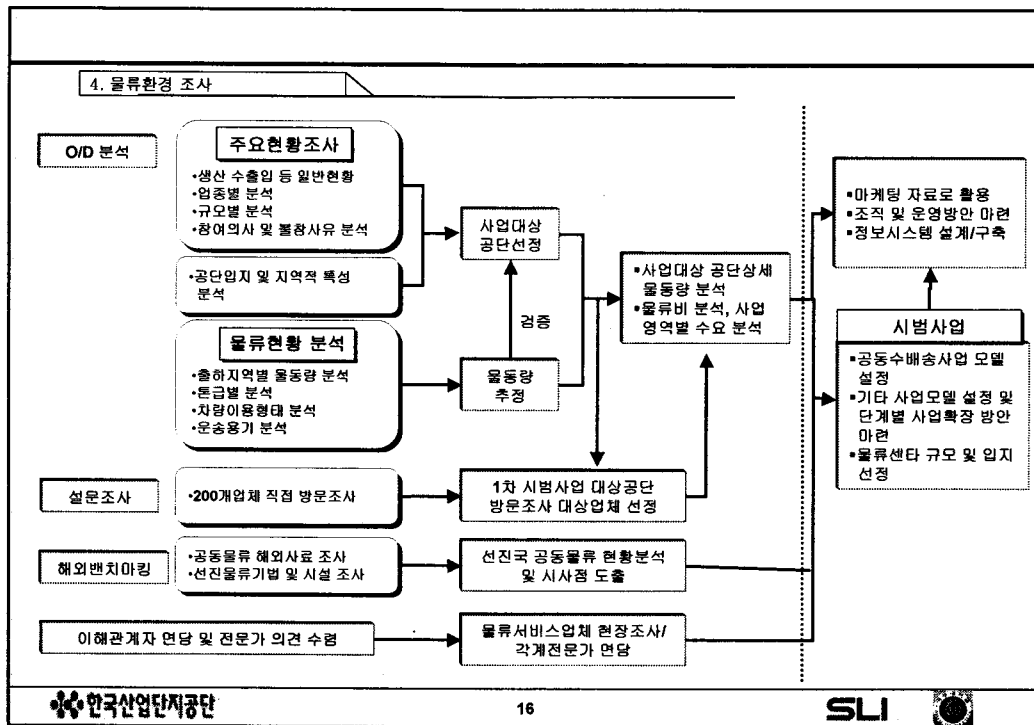 4. 물류환경 조사
O/D 분석
주요현황조사
•생산 수출입 등 일반현황
•업종별 분석
•규모별 분석
•참여의사 및 불참사유 분석
•공단입지 및 지역적 특성
분석
물류현황 분석
•출하지역별 물동량 분석
•톤급별 분석
•차량이용형태 분석
•운송용기 분석
사업대상
공단선정
검증
물동량
추정
▪사업대상 공단상세
물동량 분석
▪물류비 분석, 사업
영역별 수요 분석
▪마케팅 자료로 활용
▪조직 및 운영방안 마련
▪정보시스템 설계/구축
시범사업
▪공동수배송사업 모델
설정
▪기타 사업모델 설정 및
단계별 사업확장 방안
마련
▪물류센타 규모 및 입지
선정
설문조사
•200개업체 직접 방문조사
1차 시범사업 대상공단
방문조사 대상업체 선정
해외밴치마킹
•공동물류 해외사료 조사
•선진물류기법 및 시설 조사
선진국 공동물류 현황분석
및 시사점 도출
이해관계자 면담 및 전문가 의견 수렴
물류서비스업체 현장조사/
각계전문가 면담
한국산업단지공단
16
SLI